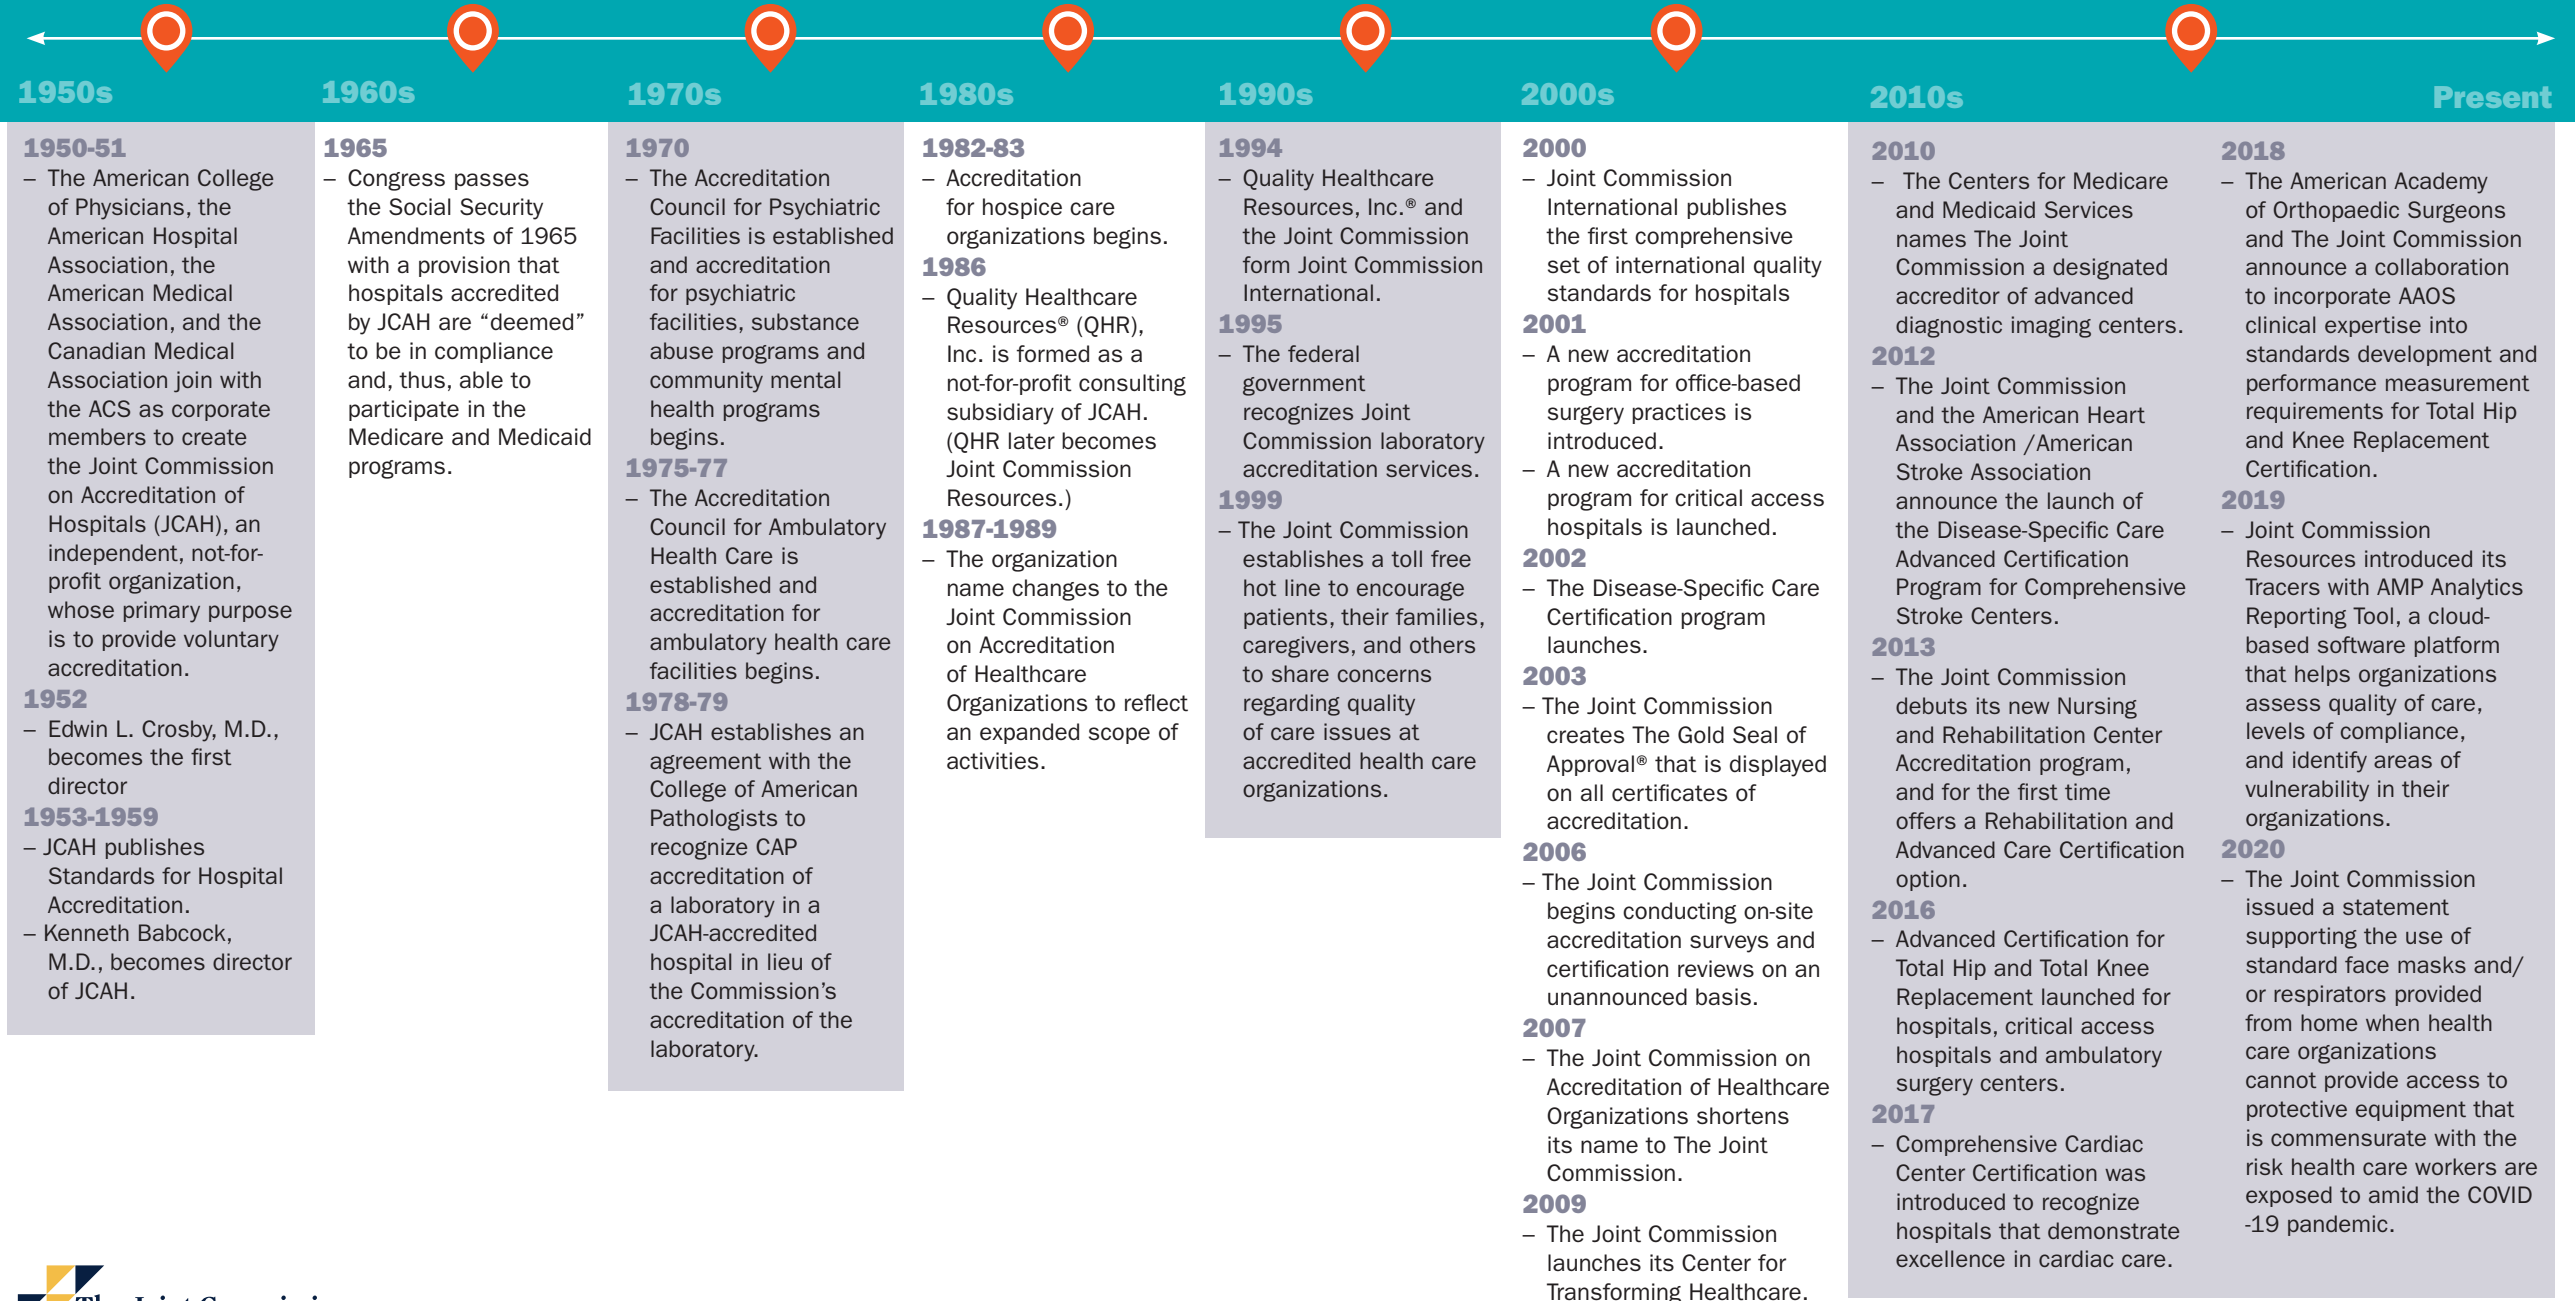 1950s
1960s
1970s
1980s
1990s
2000s
2010s
Present
1950-51
– The American College
of Physicians, the
American Hospital
Association, the
American Medical
Association, and the
Canadian Medical
Association join with
the ACS as corporate
members to create
the Joint Commission
on Accreditation of
Hospitals (JCAH), an
independent, not-for-
profit organization,
whose primary purpose
is to provide voluntary
accreditation.
1952
– Edwin L. Crosby, M.D.,
becomes the first
director
1953-1959
– JCAH publishes
Standards for Hospital
Accreditation.
– Kenneth Babcock,
M.D., becomes director
of JCAH.
1965
– Congress passes
the Social Security
Amendments of 1965
with a provision that
hospitals accredited
by JCAH are “deemed”
to be in compliance
and, thus, able to
participate in the
Medicare and Medicaid
programs.
1970
– The Accreditation
Council for Psychiatric
Facilities is established
and accreditation
for psychiatric
facilities, substance
abuse programs and
community mental
health programs
begins.
1975-77
– The Accreditation
Council for Ambulatory
Health Care is
established and
accreditation for
ambulatory health care
facilities begins.
1978-79
– JCAH establishes an
agreement with the
College of American
Pathologists to
recognize CAP
accreditation of
a laboratory in a
JCAH-accredited
hospital in lieu of
the Commission’s
accreditation of the
laboratory.
1982-83
– Accreditation
for hospice care
organizations begins.
1986
– Quality Healthcare
Resources® (QHR),
Inc. is formed as a
not-for-profit consulting
subsidiary of JCAH.
(QHR later becomes
Joint Commission
Resources.)
1987-1989
– The organization
name changes to the
Joint Commission
on Accreditation
of Healthcare
Organizations to reflect
an expanded scope of
activities.
1994
– Quality Healthcare
Resources, Inc.® and
the Joint Commission
form Joint Commission
International.
1995
– The federal
government
recognizes Joint
Commission laboratory
accreditation services.
1999
– The Joint Commission
establishes a toll free
hot line to encourage
patients, their families,
caregivers, and others
to share concerns
regarding quality
of care issues at
accredited health care
organizations.
2000
– Joint Commission
International publishes
the first comprehensive
set of international quality
standards for hospitals
2001
– A new accreditation
program for office-based
surgery practices is
introduced.
– A new accreditation
program for critical access
hospitals is launched.
2002
– The Disease-Specific Care
Certification program
launches.
2003
– The Joint Commission
creates The Gold Seal of
Approval® that is displayed
on all certificates of
accreditation.
2006
– The Joint Commission
begins conducting on-site
accreditation surveys and
certification reviews on an
unannounced basis.
2007
– The Joint Commission on
Accreditation of Healthcare
Organizations shortens
its name to The Joint
Commission.
2009
– The Joint Commission
launches its Center for
Transforming Healthcare.
2010
– The Centers for Medicare
and Medicaid Services
names The Joint
Commission a designated
accreditor of advanced
diagnostic imaging centers.
2012
– The Joint Commission
and the American Heart
Association /American
Stroke Association
announce the launch of
the Disease-Specific Care
Advanced Certification
Program for Comprehensive
Stroke Centers.
2013
– The Joint Commission
debuts its new Nursing
and Rehabilitation Center
Accreditation program,
and for the first time
offers a Rehabilitation and
Advanced Care Certification
option.
2016
– Advanced Certification for
Total Hip and Total Knee
Replacement launched for
hospitals, critical access
hospitals and ambulatory
surgery centers.
2017
– Comprehensive Cardiac
Center Certification was
introduced to recognize
hospitals that demonstrate
excellence in cardiac care.
2018
– The American Academy
of Orthopaedic Surgeons
and The Joint Commission
announce a collaboration
to incorporate AAOS
clinical expertise into
standards development and
performance measurement
requirements for Total Hip
and Knee Replacement
Certification.
2019
– Joint Commission
Resources introduced its
Tracers with AMP Analytics
Reporting Tool, a cloud-
based software platform
that helps organizations
assess quality of care,
levels of compliance,
and identify areas of
vulnerability in their
organizations.
2020
– The Joint Commission
issued a statement
supporting the use of
standard face masks and/
or respirators provided
from home when health
care organizations
cannot provide access to
protective equipment that
is commensurate with the
risk health care workers are
exposed to amid the COVID
-19 pandemic.